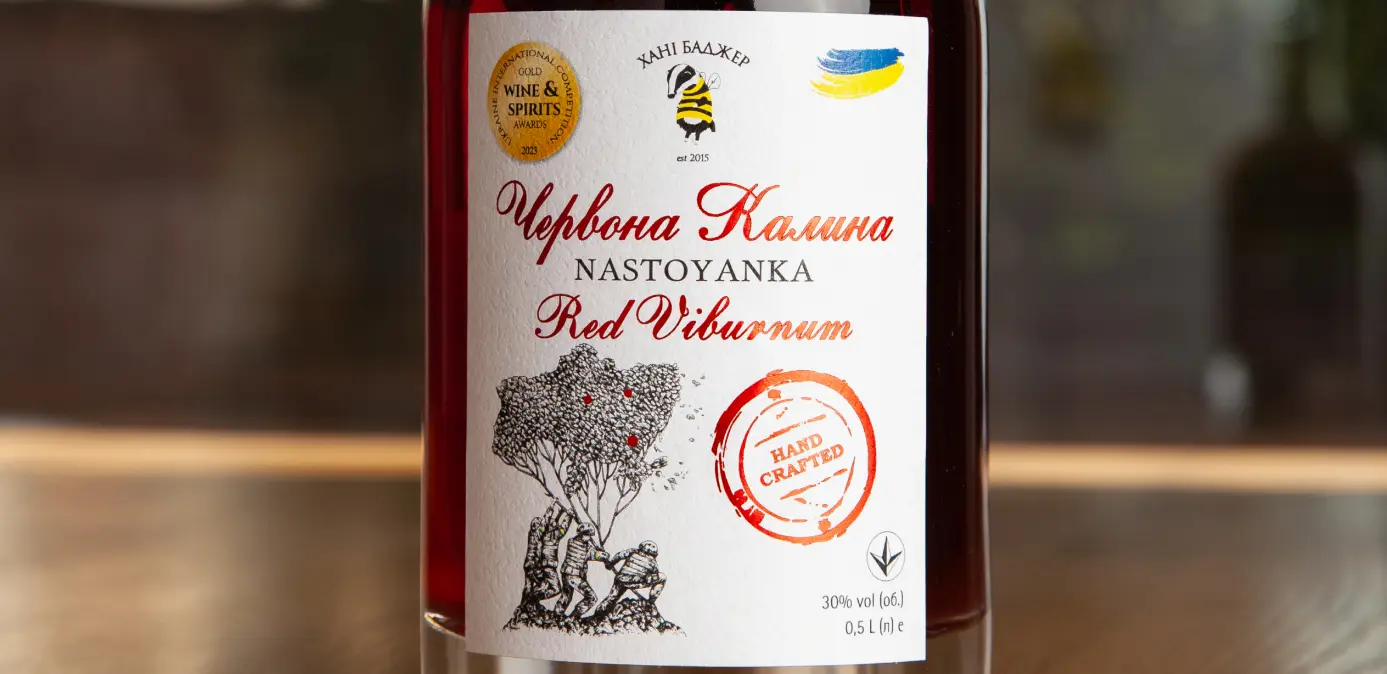 UKRAINE INTERNATIONAL COMPETITION
GOLD
WINE &
SPIRITS
AWARDS
2023
ХАНІ БАДЖЕР
est 2015
Червона Калина
NASTOYANKA
Red Viburnum
HAND
CRAFTED
30% vol (об.)
0,5 L (л) e